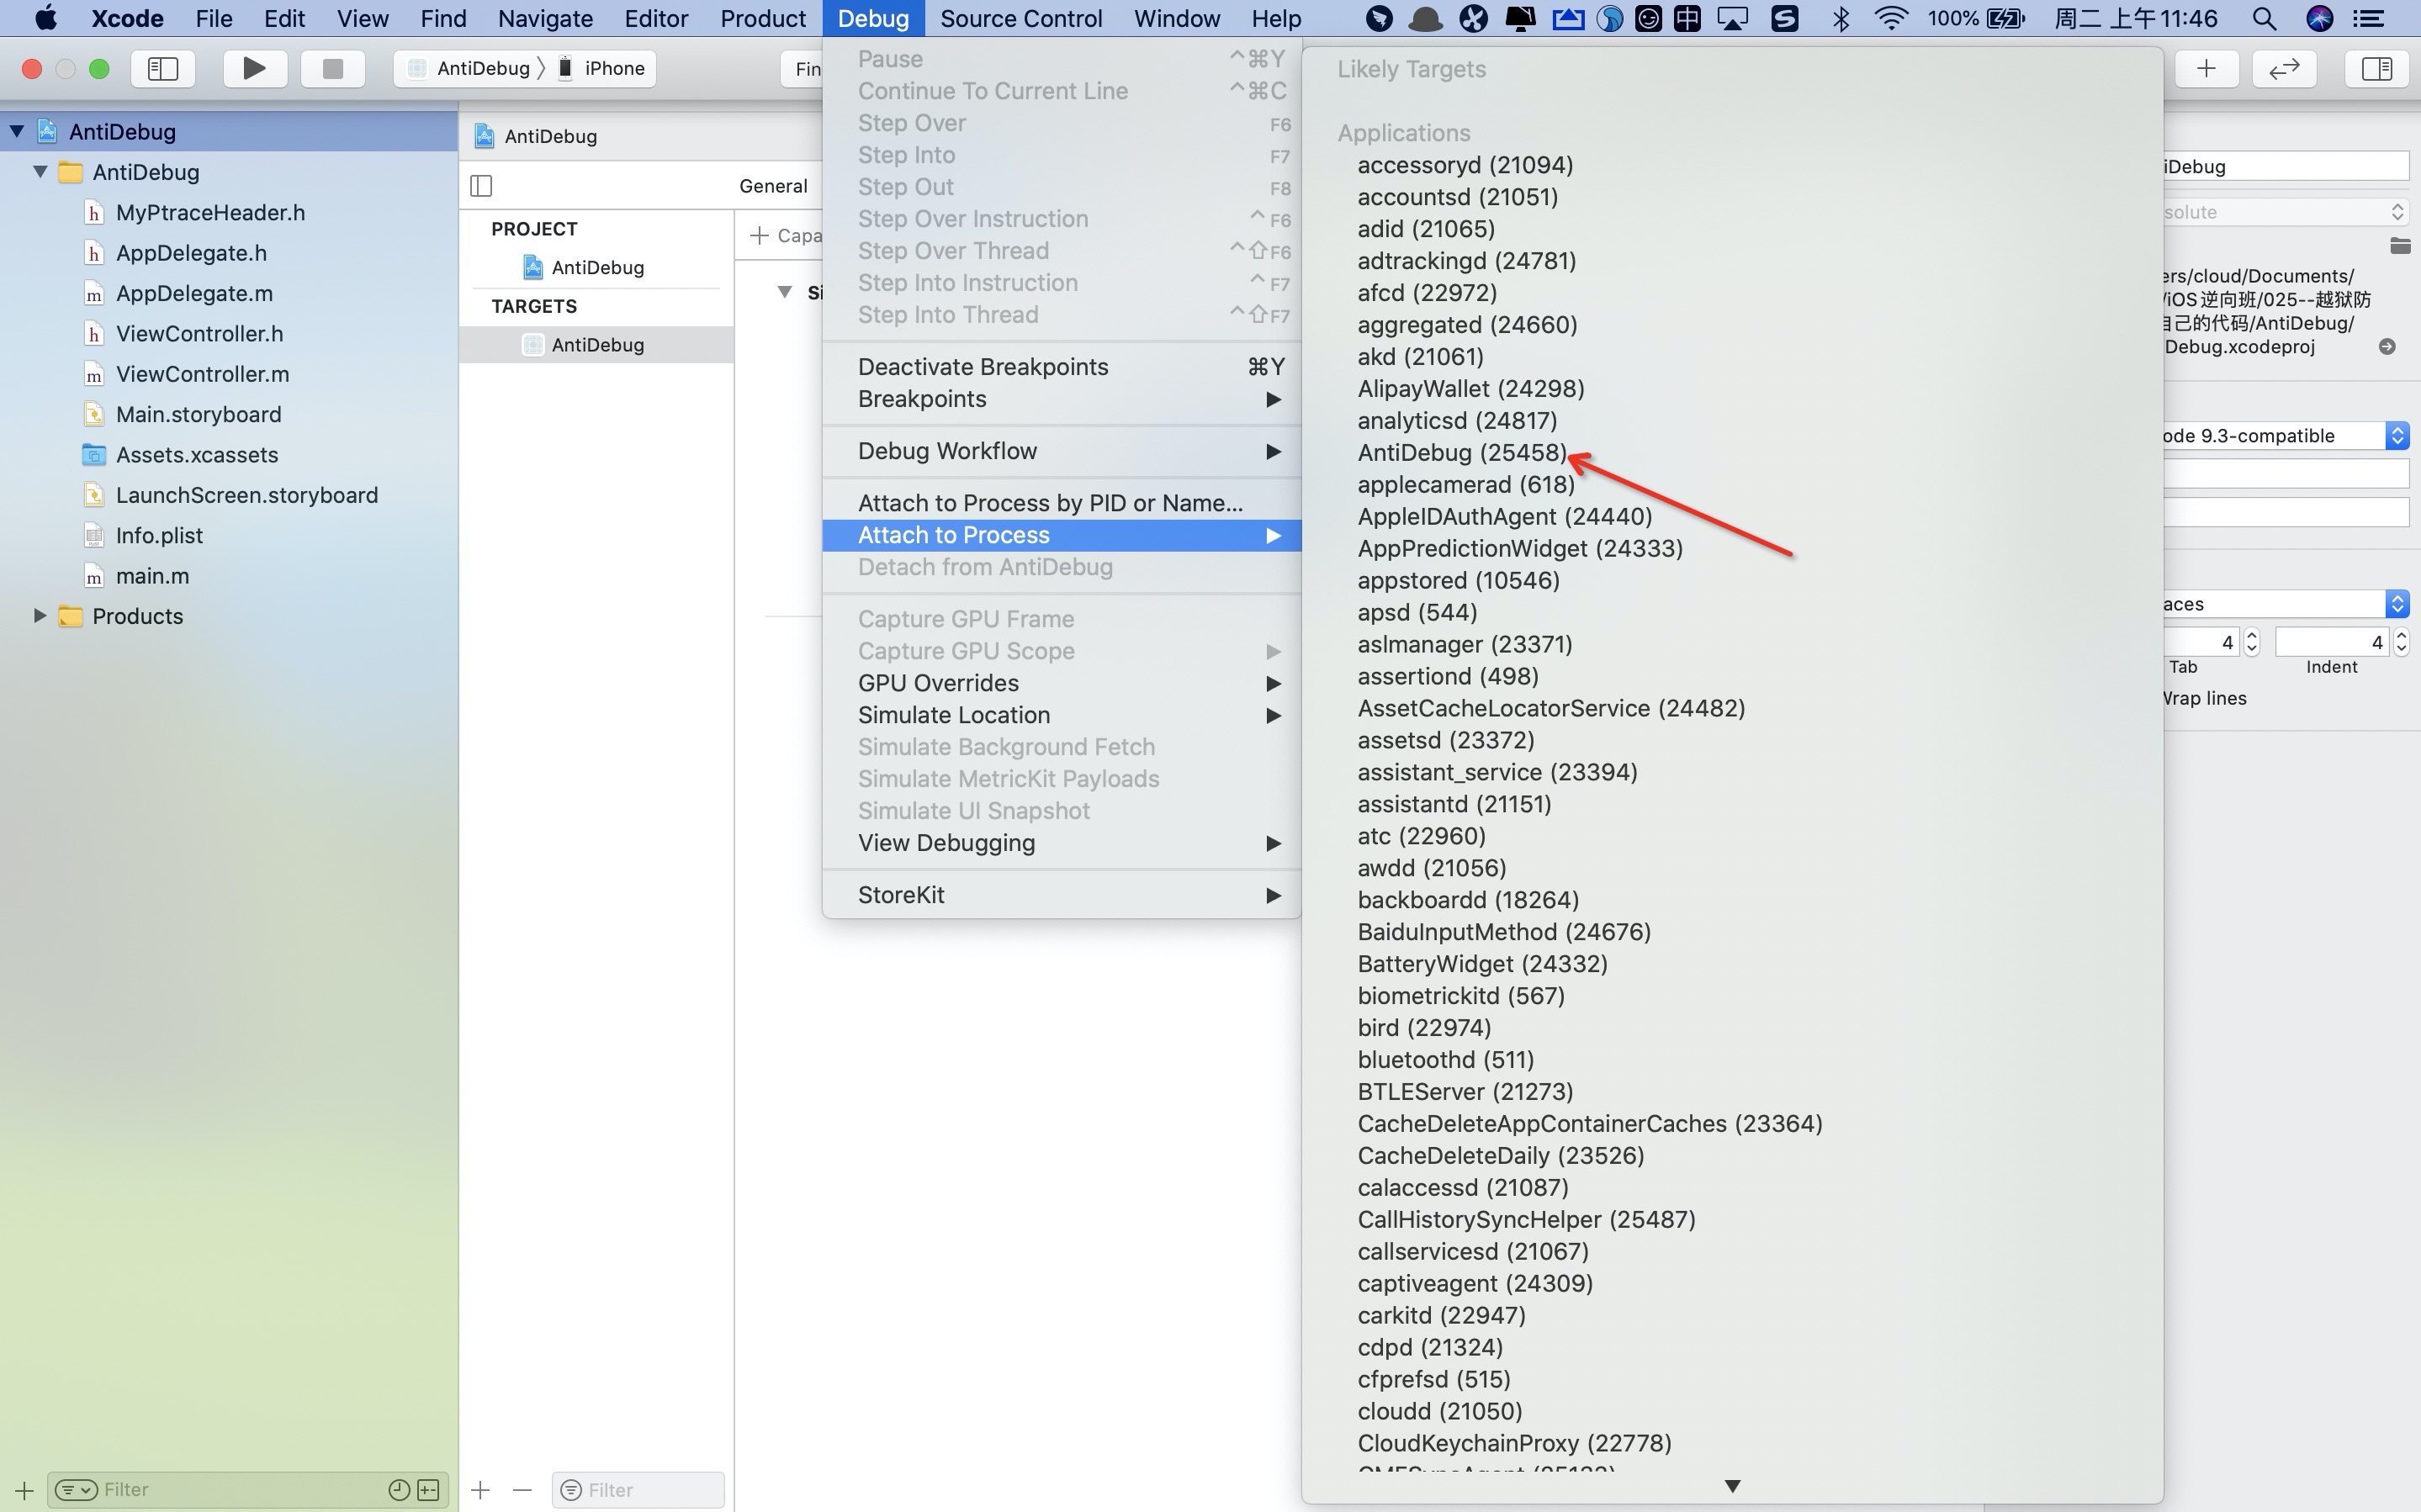 Xcode File Edit View Find Navigate Editor Product Debug Source Control Window Help 中 S 100% 周二 上午11:46
AntiDebug 〉 iPhone
Fin
AntiDebug
AntiDebug
MyPtraceHeader.h
AppDelegate.h
AppDelegate.m
ViewController.h
ViewController.m
Main.storyboard
Assets.xcassets
LaunchScreen.storyboard
Info.plist
main.m
Products
Filter
AntiDebug
General
PROJECT
AntiDebug
TARGETS
AntiDebug
Filter
+ Capa
Si
Pause ^⌘Y
Continue To Current Line ^⌘C
Step Over F6
Step Into F7
Step Out F8
Step Over Instruction ^F6
Step Over Thread ^⇧F6
Step Into Instruction ^F7
Step Into Thread ^⇧F7
Deactivate Breakpoints ⌘Y
Breakpoints
Debug Workflow
Attach to Process by PID or Name...
Attach to Process
Detach from AntiDebug
Capture GPU Frame
Capture GPU Scope
GPU Overrides
Simulate Location
Simulate Background Fetch
Simulate MetricKit Payloads
Simulate UI Snapshot
View Debugging
StoreKit
Likely Targets
Applications
accessoryd (21094)
accountsd (21051)
adid (21065)
adtrackingd (24781)
afcd (22972)
aggregated (24660)
akd (21061)
AlipayWallet (24298)
analyticsd (24817)
AntiDebug (25458)
applecamerad (618)
AppleIDAuthAgent (24440)
AppPredictionWidget (24333)
appstored (10546)
apsd (544)
aslmanager (23371)
assertiond (498)
AssetCacheLocatorService (24482)
assetsd (23372)
assistant_service (23394)
assistantd (21151)
atc (22960)
awdd (21056)
backboardd (18264)
BaiduInputMethod (24676)
BatteryWidget (24332)
biometrickitd (567)
bird (22974)
bluetoothd (511)
BTLEServer (21273)
CacheDeleteAppContainerCaches (23364)
CacheDeleteDaily (23526)
calaccessd (21087)
CallHistorySyncHelper (25487)
callservicesd (21067)
captiveagent (24309)
carkitd (22947)
cdpd (21324)
cfprefsd (515)
cloudd (21050)
CloudKeychainProxy (22778)
iDebug
solute
ers/cloud/Documents/
/iOS逆向班/025--越狱防
自己的代码/AntiDebug/
Debug.xcodeproj
ode 9.3-compatible
aces
4 4
Tab Indent
Wrap lines